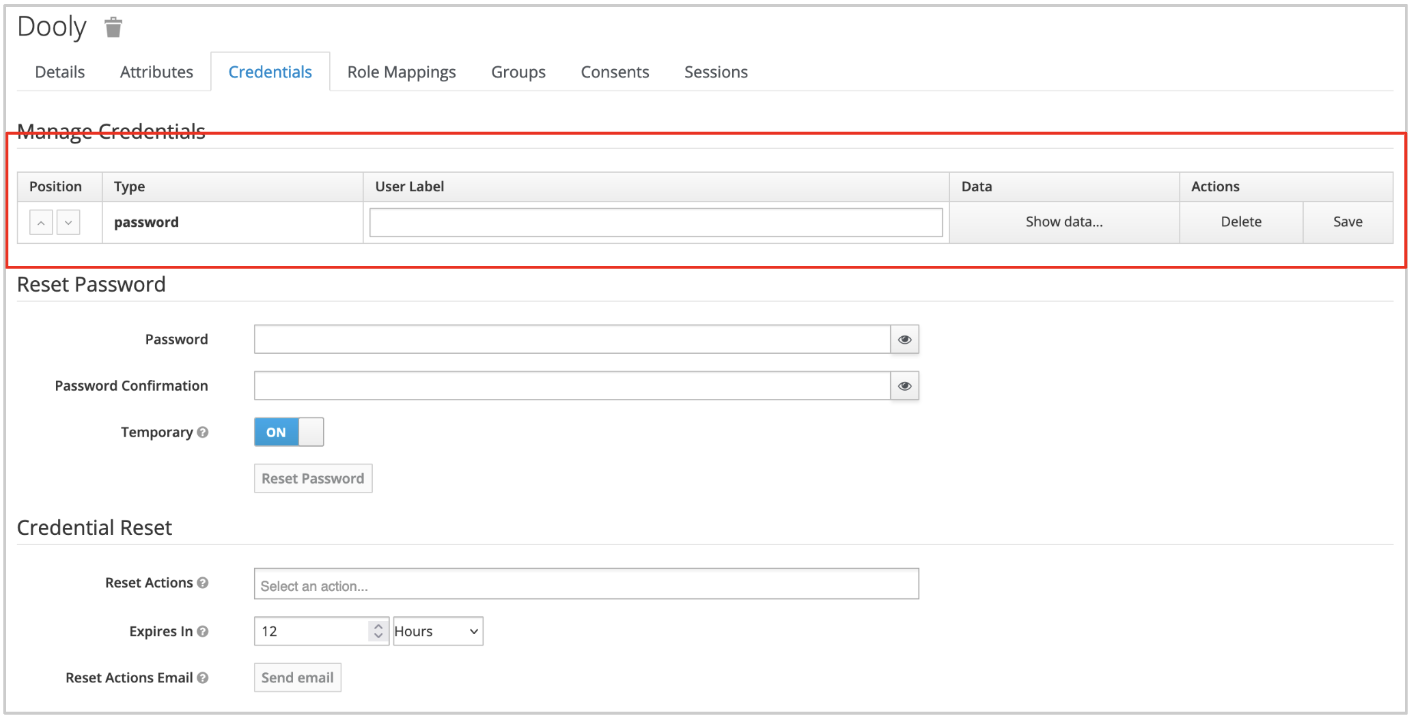 Dooly
Details Attributes Credentials Role Mappings Groups Consents Sessions
Manage Credentials
Position Type User Label Data Actions
password Show data... Delete Save
Reset Password
Password
Password Confirmation
Temporary ON
Reset Password
Credential Reset
Reset Actions Select an action...
Expires In 12 Hours
Reset Actions Email Send email